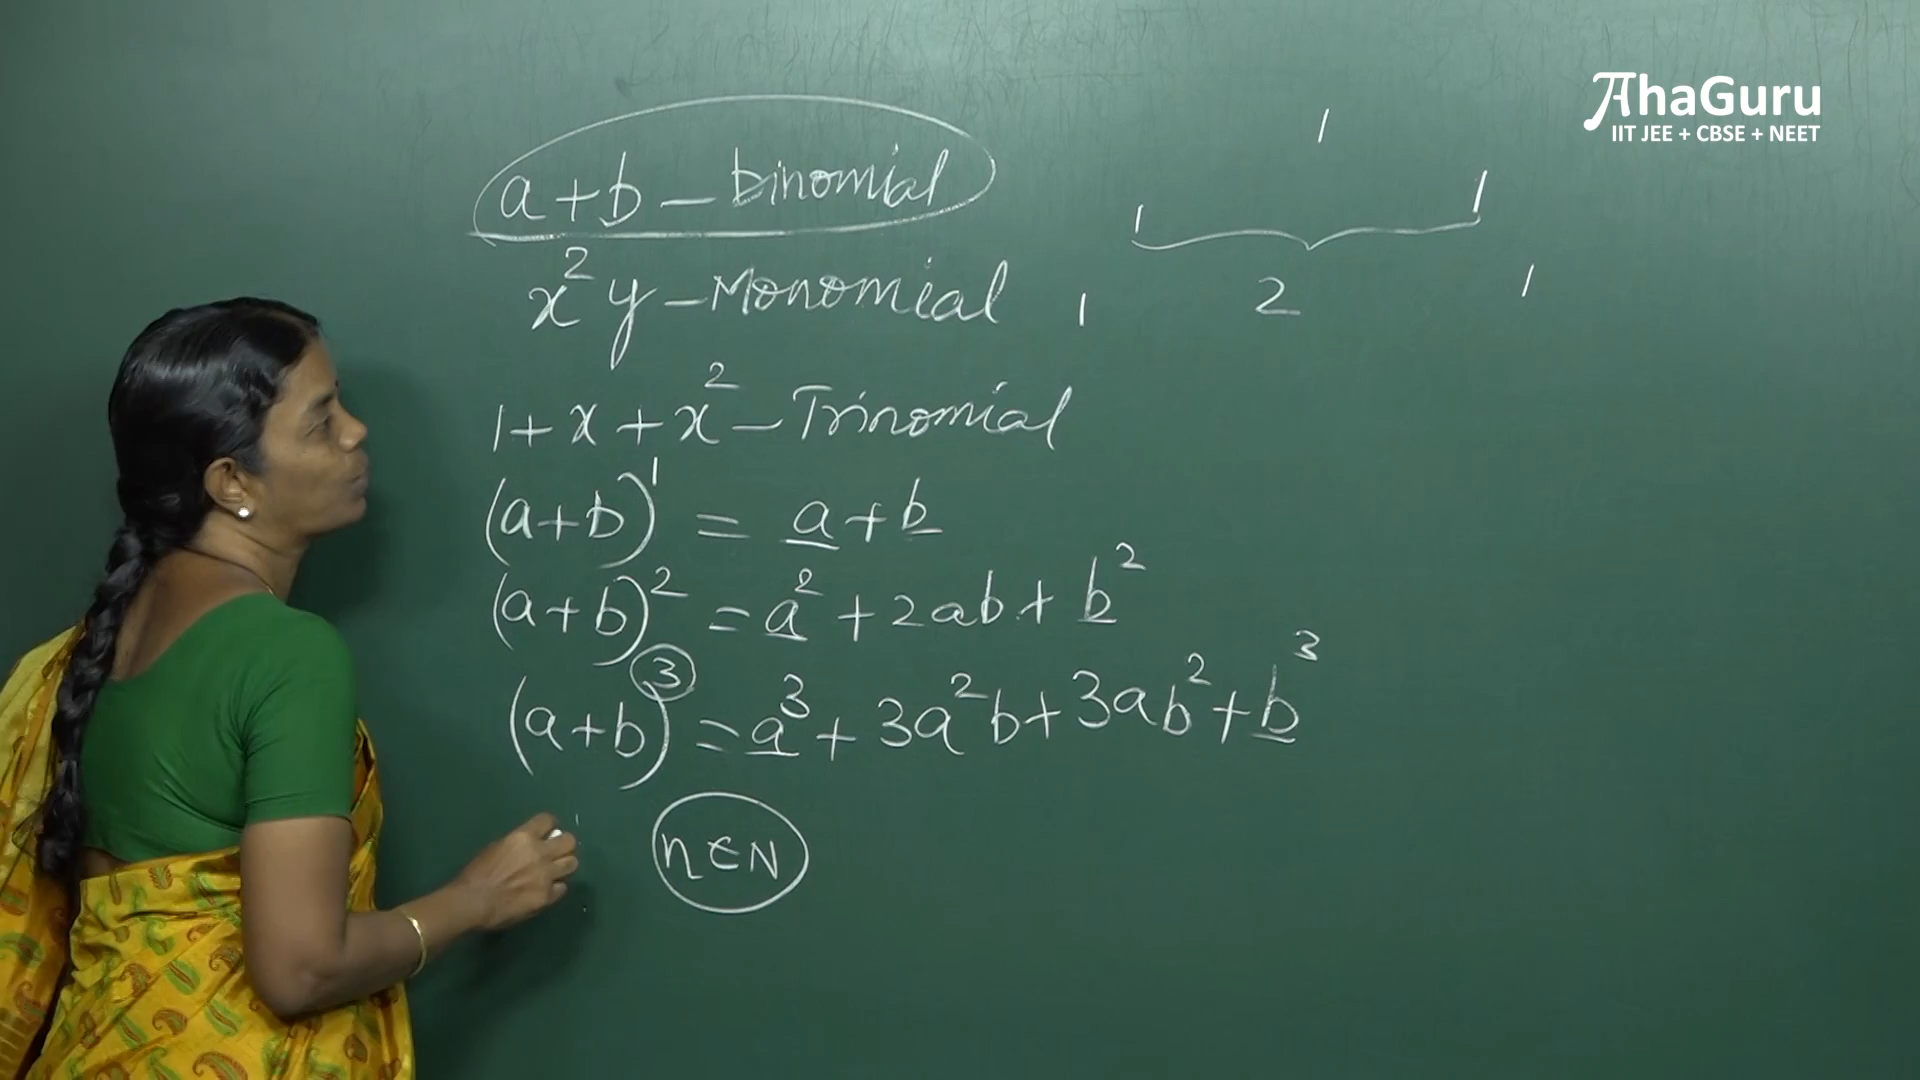 AhaGuru
IIT JEE + CBSE + NEET
a+b – binomial
x²y – Monomial
1+x+x² – Trinomial
(a+b)¹ = a+b
(a+b)² = a²+2ab+b²
(a+b)³ = a³+3a²b+3ab²+b³
n∈N
1
1 1
1 2 1